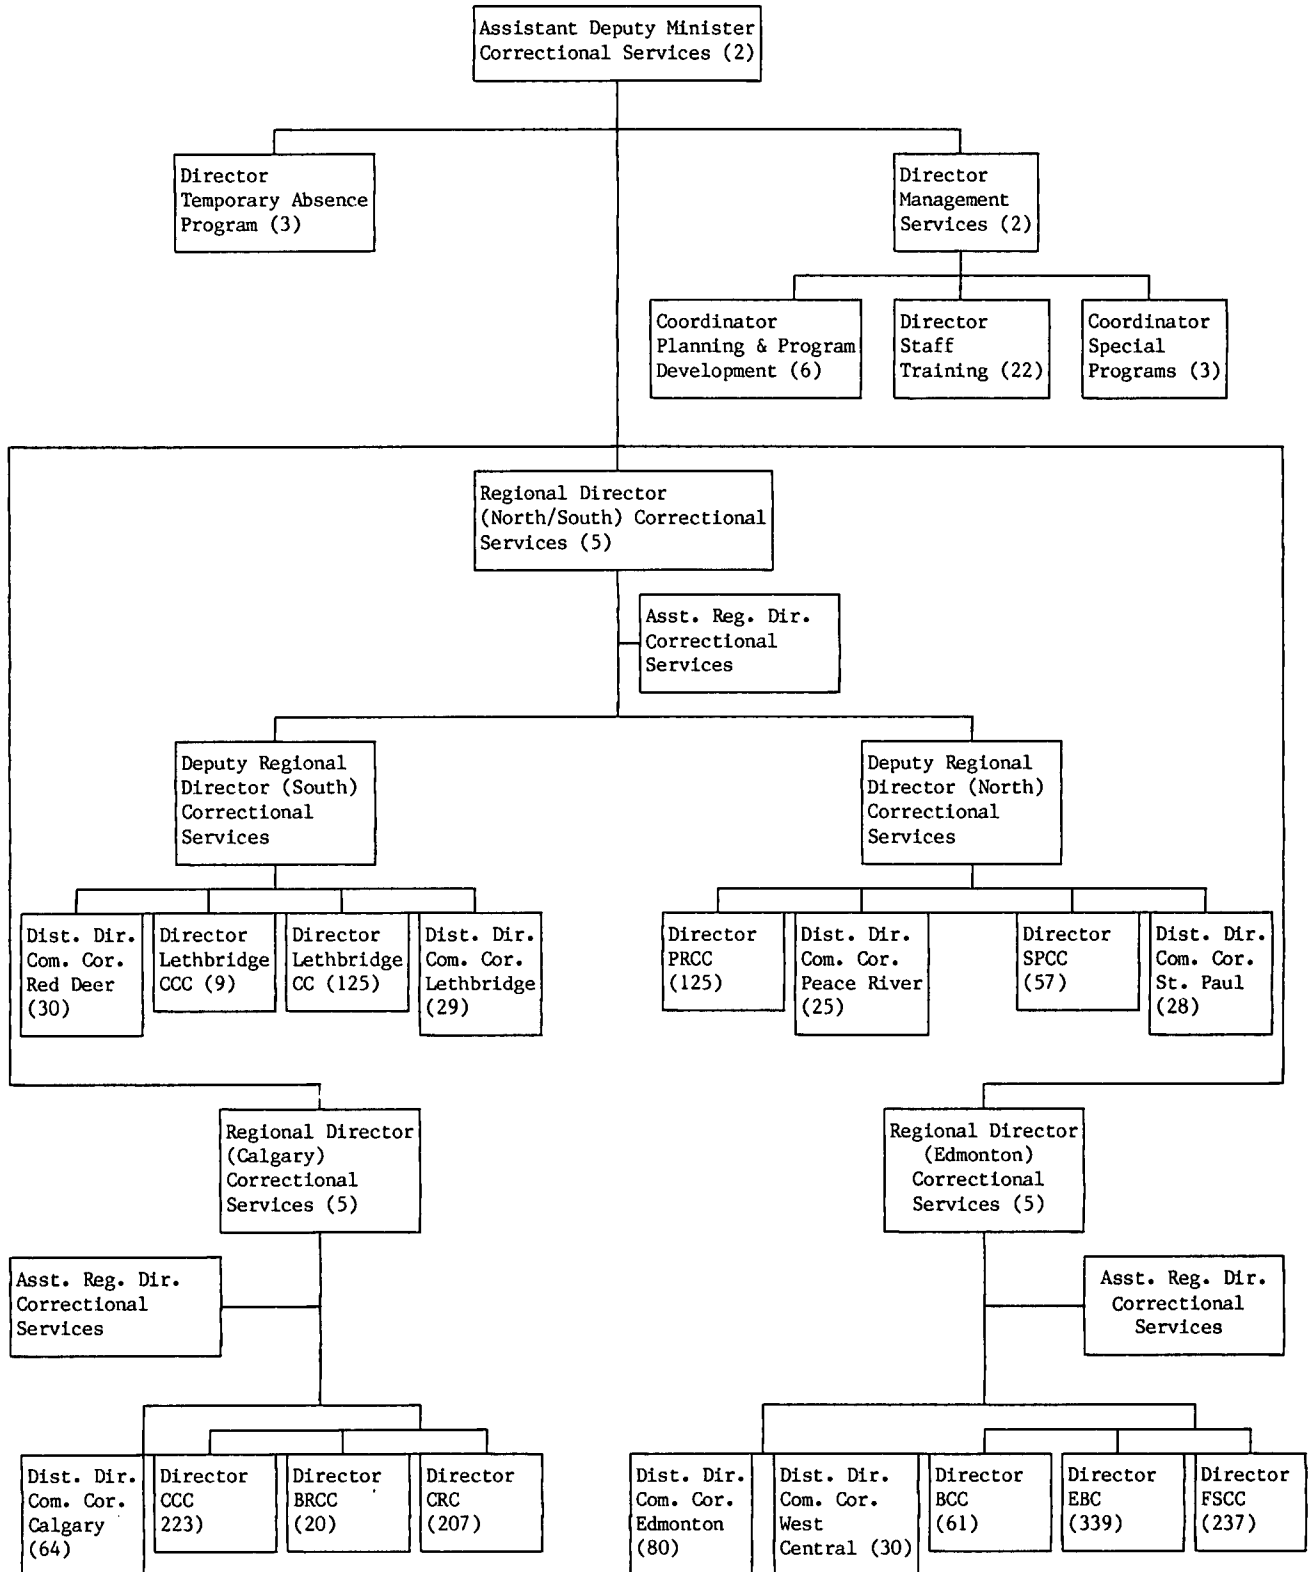 Assistant Deputy Minister
Correctional Services (2)
Director
Temporary Absence
Program (3)
Director
Management
Services (2)
Coordinator
Planning & Program
Development (6)
Director
Staff
Training (22)
Coordinator
Special
Programs (3)
Regional Director
(North/South) Correctional
Services (5)
Asst. Reg. Dir.
Correctional
Services
Deputy Regional
Director (South)
Correctional
Services
Deputy Regional
Director (North)
Correctional
Services
Dist. Dir.
Com. Cor.
Red Deer
(30)
Director
Lethbridge
CCC (9)
Director
Lethbridge
CC (125)
Dist. Dir.
Com. Cor.
Lethbridge
(29)
Director
PRCC
(125)
Dist. Dir.
Com. Cor.
Peace River
(25)
Director
SPCC
(57)
Dist. Dir.
Com. Cor.
St. Paul
(28)
Regional Director
(Calgary)
Correctional
Services (5)
Regional Director
(Edmonton)
Correctional
Services (5)
Asst. Reg. Dir.
Correctional
Services
Asst. Reg. Dir.
Correctional
Services
Dist. Dir.
Com. Cor.
Calgary
(64)
Director
CCC
223)
Director
BRCC
(20)
Director
CRC
(207)
Dist. Dir.
Com. Cor.
Edmonton
(80)
Dist. Dir.
Com. Cor.
West
Central (30)
Director
BCC
(61)
Director
EBC
(339)
Director
FSCC
(237)